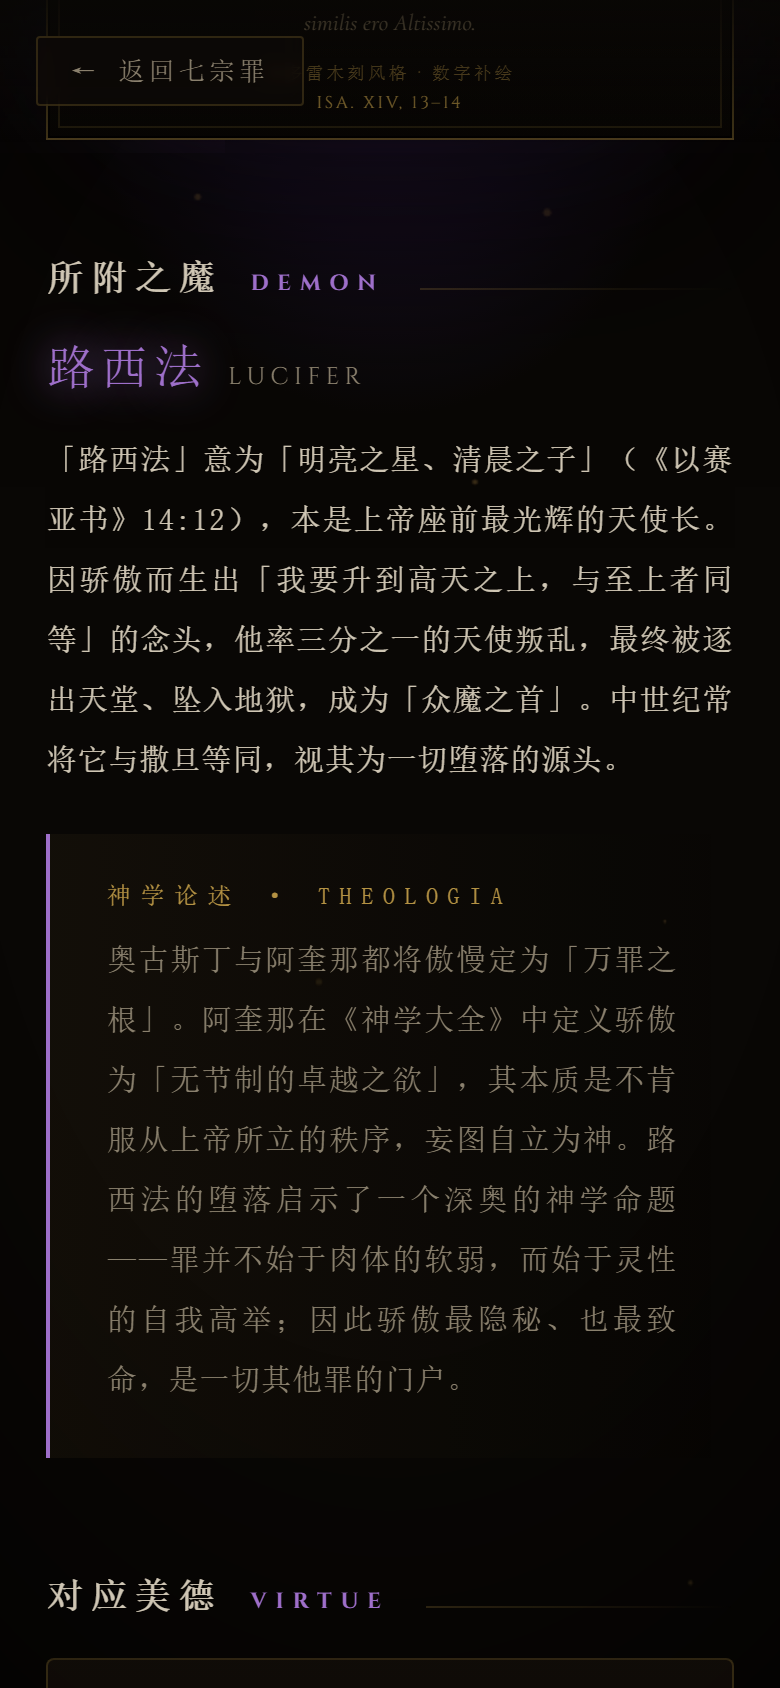 similis ero Altissimo.
← 返回七宗罪
雷木刻风格 · 数字补绘
ISA. XIV, 13–14
所附之魔 DEMON
路西法 LUCIFER
「路西法」意为「明亮之星、清晨之子」（《以赛
亚书》14:12），本是上帝座前最光辉的天使长。
因骄傲而生出「我要升到高天之上，与至上者同
等」的念头，他率三分之一的天使叛乱，最终被逐
出天堂、坠入地狱，成为「众魔之首」。中世纪常
将它与撒旦等同，视其为一切堕落的源头。
神学论述 • THEOLOGIA
奥古斯丁与阿奎那都将傲慢定为「万罪之
根」。阿奎那在《神学大全》中定义骄傲
为「无节制的卓越之欲」，其本质是不肯
服从上帝所立的秩序，妄图自立为神。路
西法的堕落启示了一个深奥的神学命题
——罪并不始于肉体的软弱，而始于灵性
的自我高举；因此骄傲最隐秘、也最致
命，是一切其他罪的门户。
对应美德 VIRTUE